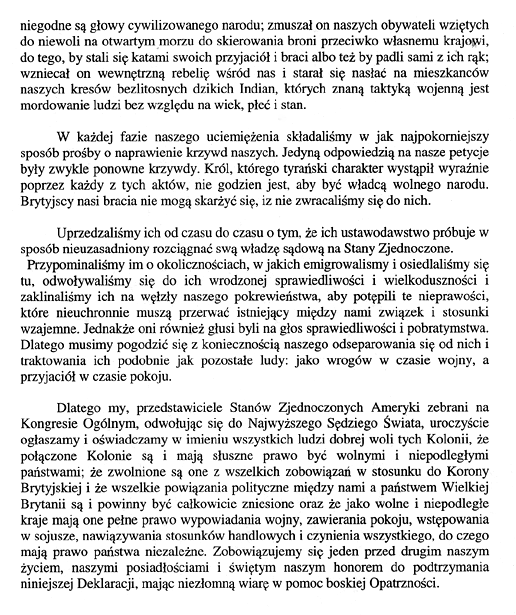 niegodne są głowy cywilizowanego narodu; zmuszał on naszych obywateli wziętych
do niewoli na otwartym morzu do skierowania broni przeciwko własnemu krajowi,
do tego, by stali się katami swoich przyjaciół i braci albo też by padli sami z ich rąk;
wzniecał on wewnętrzną rebelię wśród nas i starał się nasłać na mieszkańców
naszych kresów bezlitosnych dzikich Indian, których znaną taktyką wojenną jest
mordowanie ludzi bez względu na wiek, płeć i stan.
W każdej fazie naszego uciemiężenia składaliśmy w jak najpokorniejszy
sposób prośby o naprawienie krzywd naszych. Jedyną odpowiedzią na nasze petycje
były zwykle ponowne krzywdy. Król, którego tyrański charakter wystąpił wyraźnie
poprzez każdy z tych aktów, nie godzien jest, aby być władcą wolnego narodu.
Brytyjscy nasi bracia nie mogą skarżyć się, iz nie zwracaliśmy się do nich.
Uprzedzaliśmy ich od czasu do czasu o tym, że ich ustawodawstwo próbuje w
sposób nieuzasadniony rozciągnąć swą władzę sądową na Stany Zjednoczone.
Przypominaliśmy im o okolicznościach, w jakich emigrowalismy i osiedlaliśmy się
tu, odwoływaliśmy się do ich wrodzonej sprawiedliwości i wielkoduszności i
zaklinaliśmy ich na węzły naszego pokrewieństwa, aby potępili te nieprawości,
które nieuchronnie muszą przerwać istniejący między nami związek i stosunki
wzajemne. Jednakże oni również głusi byli na głos sprawiedliwości i pobratymstwa.
Dlatego musimy pogodzić się z koniecznością naszego odseparowania się od nich i
traktowania ich podobnie jak pozostałe ludy: jako wrogów w czasie wojny, a
przyjaciół w czasie pokoju.
Dlatego my, przedstawiciele Stanów Zjednoczonych Ameryki zebrani na
Kongresie Ogólnym, odwołując się do Najwyższego Sędziego Świata, uroczyście
ogłaszamy i oświadczamy w imieniu wszystkich ludzi dobrej woli tych Kolonii, że
połączone Kolonie są i mają słuszne prawo być wolnymi i niepodległymi
państwami; że zwolnione są one z wszelkich zobowiązań w stosunku do Korony
Brytyjskiej i że wszelkie powiązania polityczne między nami a państwem Wielkiej
Brytanii są i powinny być całkowicie zniesione oraz że jako wolne i niepodległe
kraje mają one pełne prawo wypowiadania wojny, zawierania pokoju, wstępowania
w sojusze, nawiązywania stosunków handlowych i czynienia wszystkiego, do czego
mają prawo państwa niezależne. Zobowiązujemy się jeden przed drugim naszym
życiem, naszymi posiadłościami i świętym naszym honorem do podtrzymania
niniejszej Deklaracji, mając niezłomną wiarę w pomoc boskiej Opatrzności.